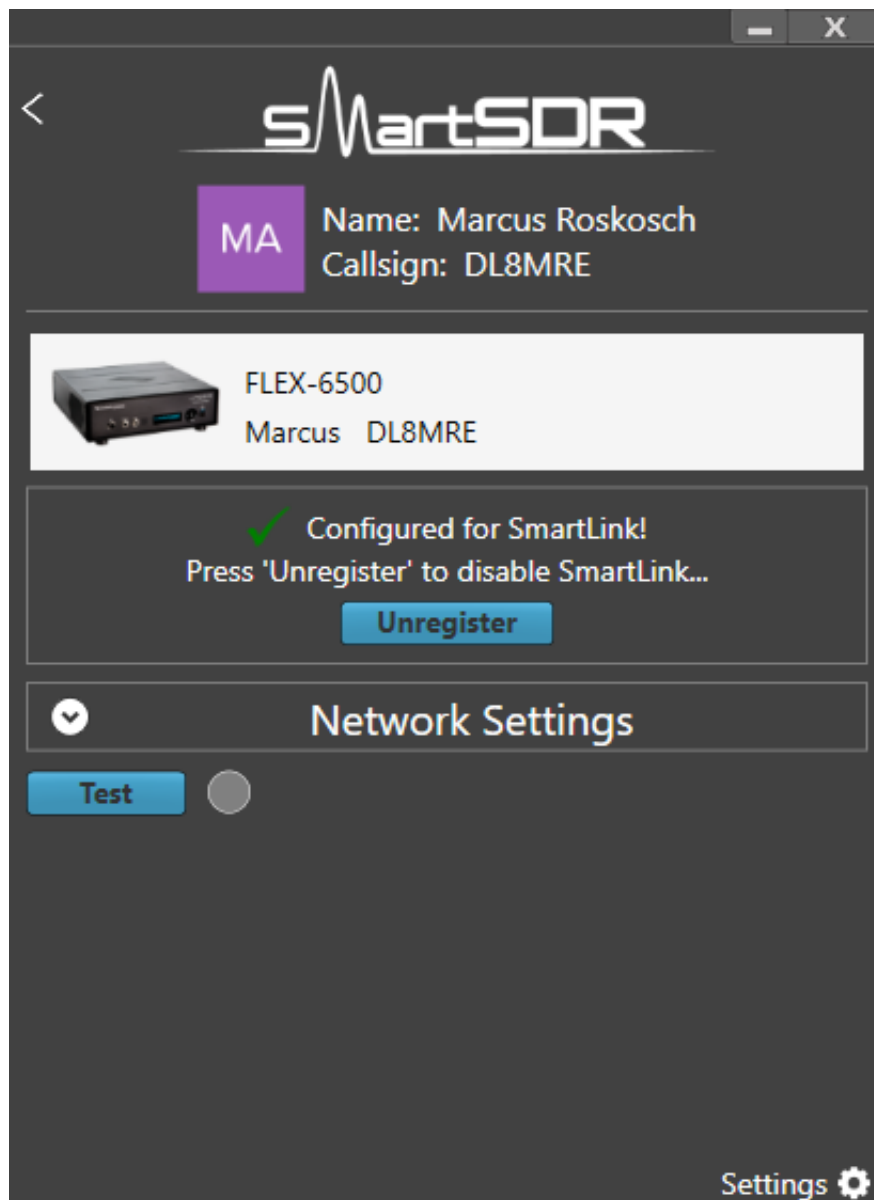 X
smartSDR
MA
Name: Marcus Roskosch
Callsign: DL8MRE
FLEX-6500
Marcus DL8MRE
Configured for SmartLink!
Press 'Unregister' to disable SmartLink...
Unregister
Network Settings
Test
Settings